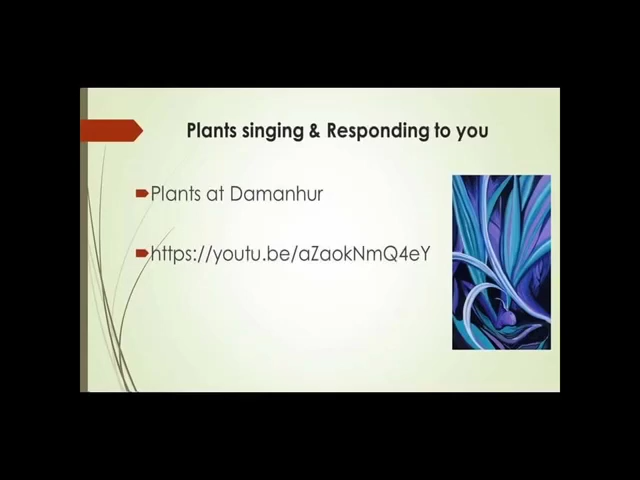 Plants singing & Responding to you
Plants at Damanhur
https://youtu.be/aZaokNmQ4eY